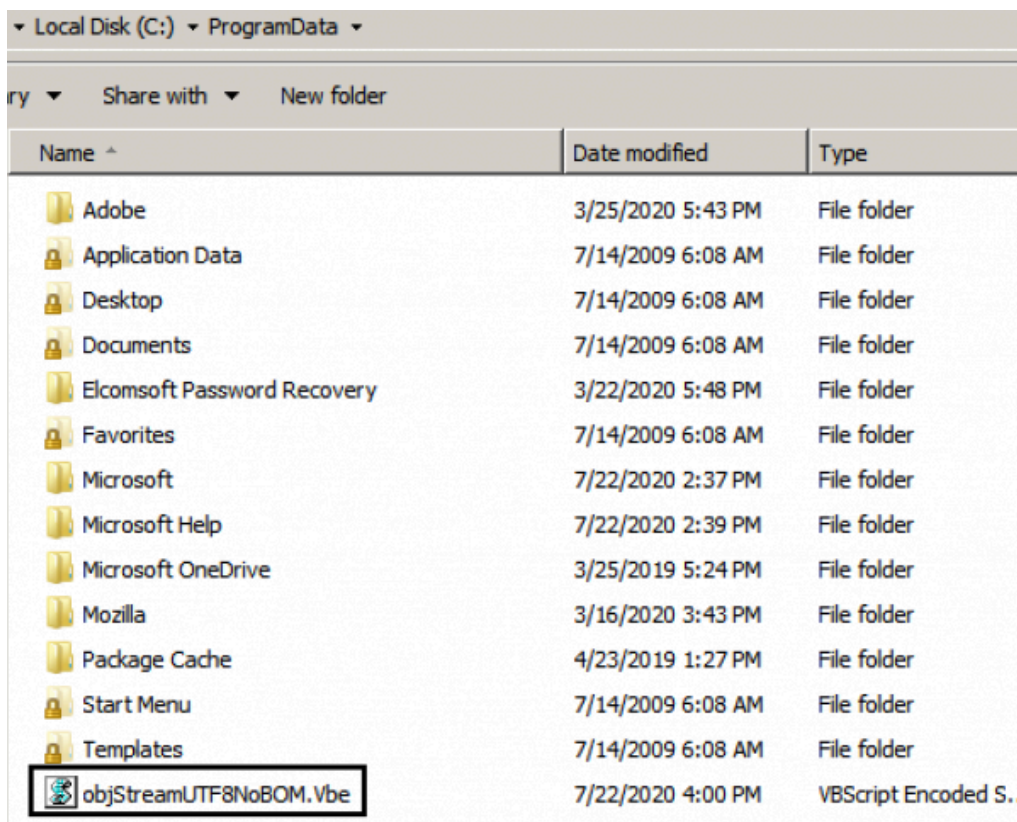 Local Disk (C:) ProgramData
ry Share with New folder
Name Date modified Type
Adobe 3/25/2020 5:43 PM File folder
Application Data 7/14/2009 6:08 AM File folder
Desktop 7/14/2009 6:08 AM File folder
Documents 7/14/2009 6:08 AM File folder
Elcomsoft Password Recovery 3/22/2020 5:48 PM File folder
Favorites 7/14/2009 6:08 AM File folder
Microsoft 7/22/2020 2:37 PM File folder
Microsoft Help 7/22/2020 2:39 PM File folder
Microsoft OneDrive 3/25/2019 5:24 PM File folder
Mozilla 3/16/2020 3:43 PM File folder
Package Cache 4/23/2019 1:27 PM File folder
Start Menu 7/14/2009 6:08 AM File folder
Templates 7/14/2009 6:08 AM File folder
objStreamUTF8NoBOM.Vbe 7/22/2020 4:00 PM VBScript Encoded S..